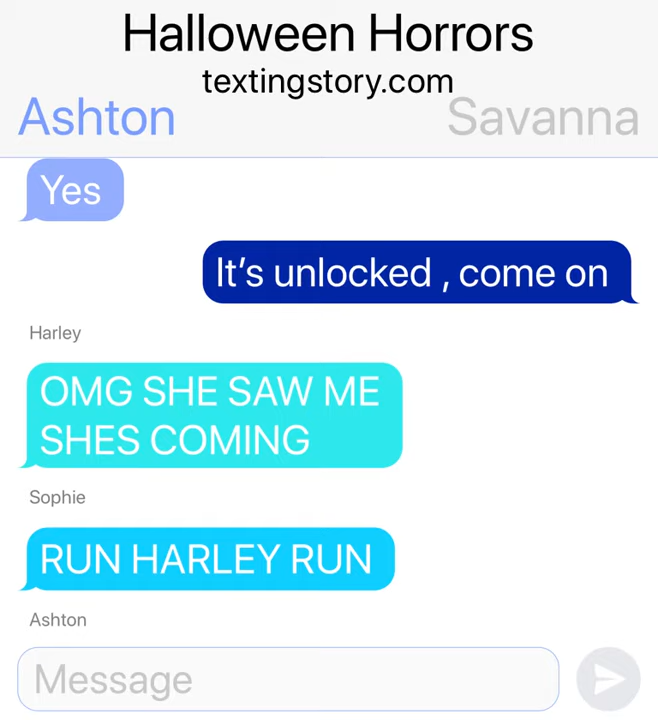 Halloween Horrors
textingstory.com
Ashton Savanna
Yes
It’s unlocked , come on
Harley
OMG SHE SAW ME
SHES COMING
Sophie
RUN HARLEY RUN
Ashton
Message